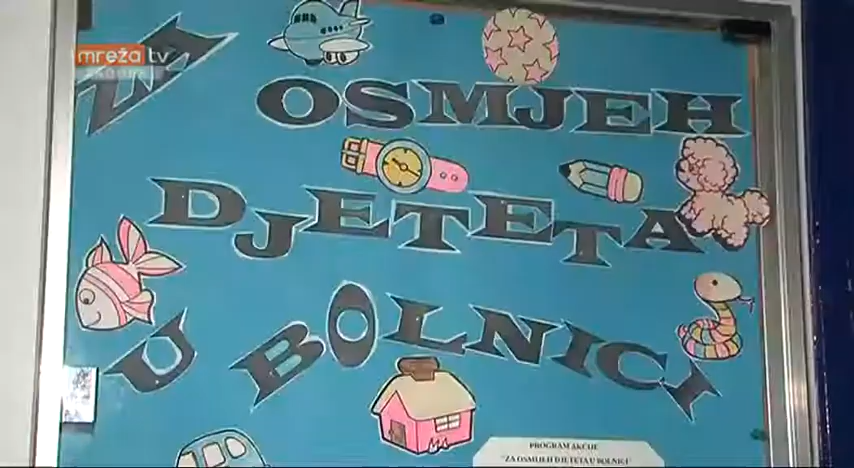 mreža tv
ZA OSMJEH
DJETETA
U BOLNICI
PROGRAM AKCIJE
"ZA OSMIJEH DJETETA U BOLNICI"